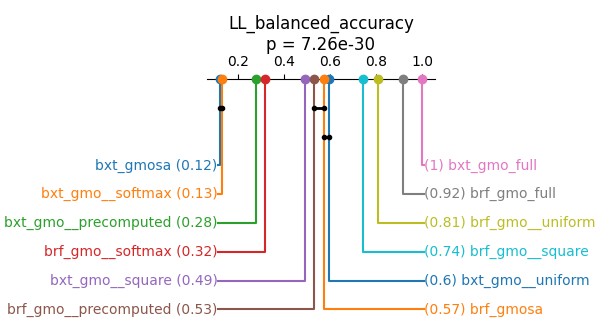 LL_balanced_accuracy
p = 7.26e-30
0.2 0.4 0.6 0.8 1.0
bxt_gmosa (0.12)
(1) bxt_gmo_full
bxt_gmo__softmax (0.13)
(0.92) brf_gmo_full
bxt_gmo__precomputed (0.28)
(0.81) brf_gmo__uniform
brf_gmo__softmax (0.32)
(0.74) brf_gmo__square
bxt_gmo__square (0.49)
(0.6) bxt_gmo__uniform
brf_gmo__precomputed (0.53)
(0.57) brf_gmosa